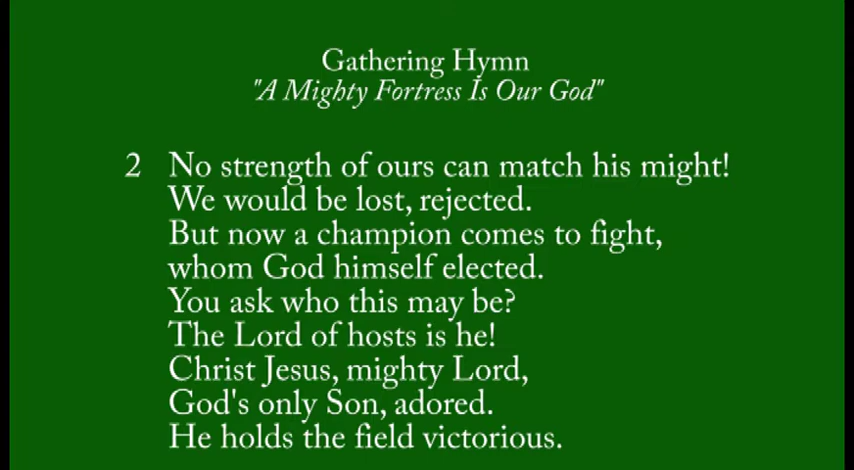 Gathering Hymn
"A Mighty Fortress Is Our God"
2 No strength of ours can match his might!
We would be lost, rejected.
But now a champion comes to fight,
whom God himself elected.
You ask who this may be?
The Lord of hosts is he!
Christ Jesus, mighty Lord,
God's only Son, adored.
He holds the field victorious.